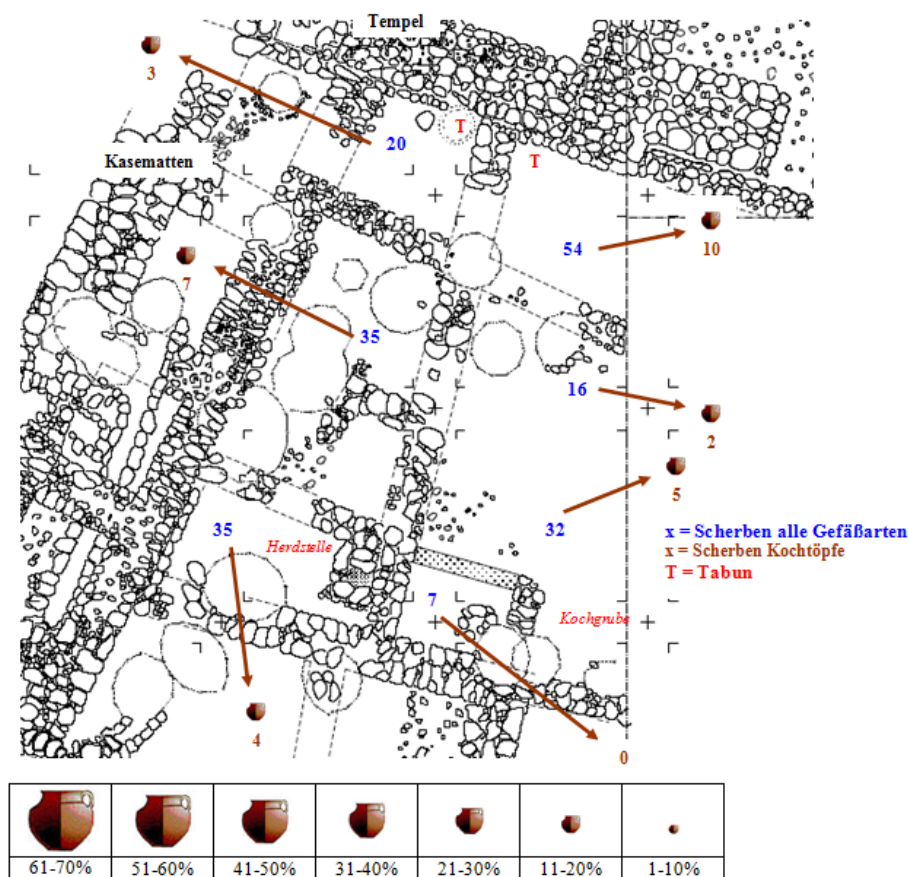 Tempel
3
T
20
Kasematten
T
54
10
7
35
16
2
5
35
32
x = Scherben alle Gefäßarten
x = Scherben Kochtöpfe
T = Tabun
Herdstelle
7
Kochgrube
4
0
61-70%
51-60%
41-50%
31-40%
21-30%
11-20%
1-10%